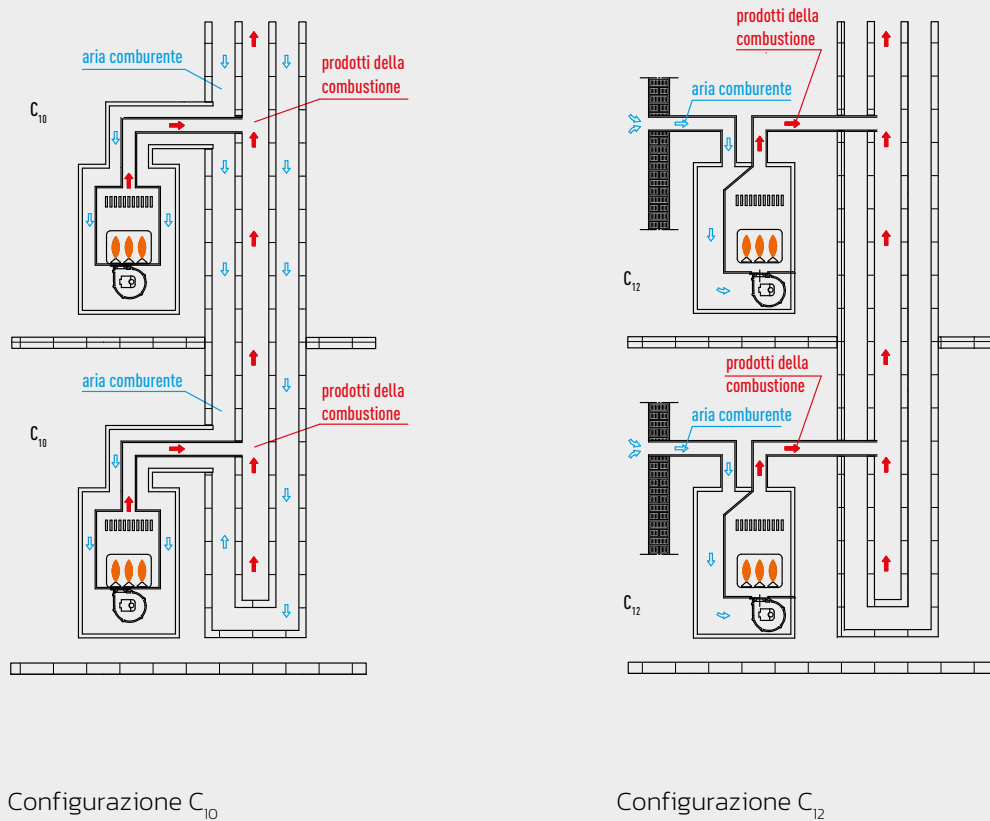 aria comburente
prodotti della
combustione
C10
aria comburente
prodotti della
combustione
C10
prodotti della
combustione
aria comburente
C12
prodotti della
combustione
aria comburente
C12
Configurazione C10
Configurazione C12